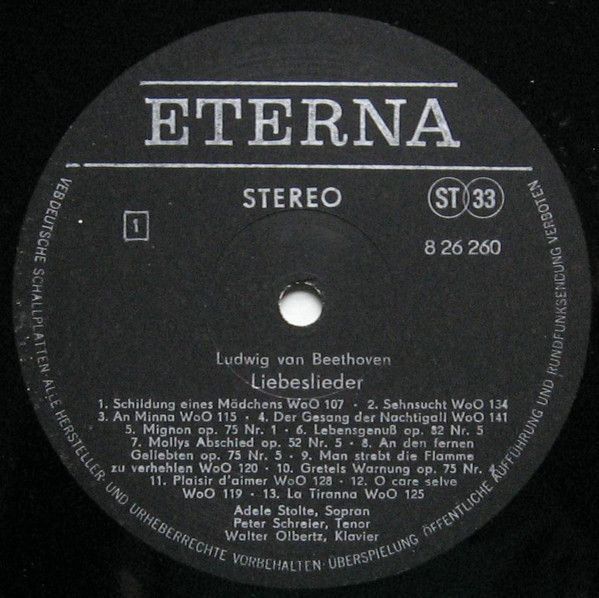 ETERNA
STEREO
ST 33
1
8 26 260
Ludwig van Beethoven
Liebeslieder
1. Schildung eines Mädchens WoO 107 · 2. Sehnsucht WoO 134
3. An Minna WoO 115 · 4. Der Gesang der Nachtigall WoO 141
5. Mignon op. 75 Nr. 1 · 6. Lebensgenuß op. 82 Nr. 5
7. Mollys Abschied op. 52 Nr. 5 · 8. An den fernen
Geliebten op. 75 Nr. 5 · 9. Man strebt die Flamme
zu verhehlen WoO 120 · 10. Gretels Warnung op. 75 Nr. 4
11. Plaisir d'aimer WoO 128 · 12. O care selve
WoO 119 · 13. La Tiranna WoO 125
Adele Stolte, Sopran
Peter Schreier, Tenor
Walter Olbertz, Klavier
VEB DEUTSCHE SCHALLPLATTEN · ALLE HERSTELLER- UND URHEBERRECHTE VORBEHALTEN · ÜBERSPIELUNG ÖFFENTLICHE AUFFÜHRUNG UND RUNDFUNKSENDUNG VERBOTEN